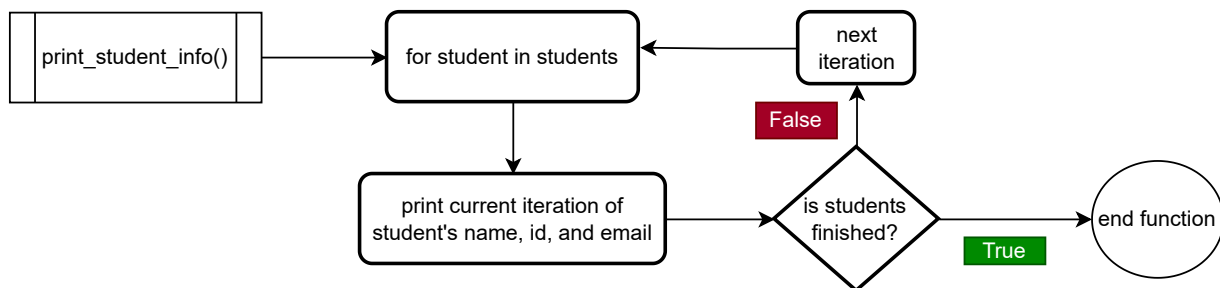 print_student_info()
for student in students
next
iteration
False
print current iteration of
student's name, id, and email
is students
finished?
True
end function